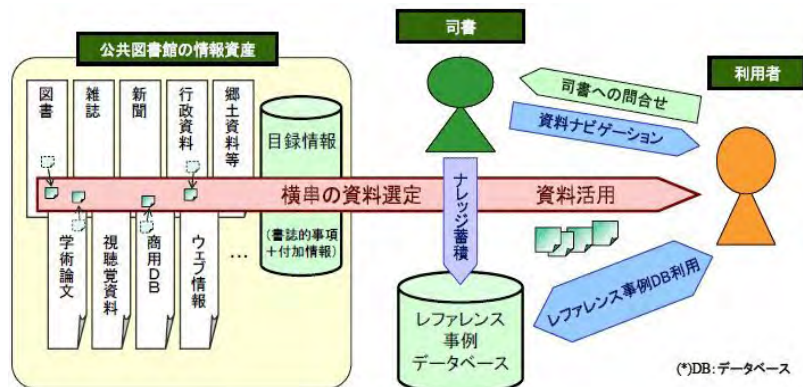 公共図書館の情報資産
司書
利用者
図書
雑誌
新聞
行政資料
郷土資料等
目録情報
司書への問合せ
資料ナビゲーション
横串の資料選定
資料活用
ナレッジ蓄積
(書誌的事項
+付加情報)
学術論文
視聴覚資料
商用DB
ウェブ情報
…
レファレンス
事例
データベース
レファレンス事例DB利用
(*)DB:データベース